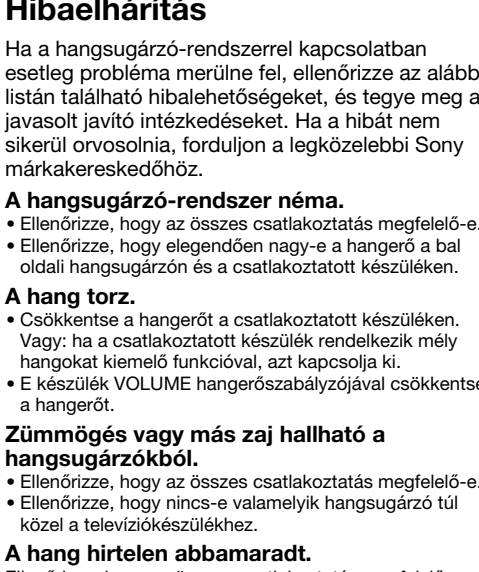 Hibaelhárítás
Ha a hangsugárzó-rendszerrel kapcsolatban
esetleg probléma merülne fel, ellenőrizze az alább
listán található hibalehetőségeket, és tegye meg a
javasolt javító intézkedéseket. Ha a hibát nem
sikerül orvosolnia, forduljon a legközelebbi Sony
márkakereskedőhöz.
A hangsugárzó-rendszer néma.
• Ellenőrizze, hogy az összes csatlakoztatás megfelelő-e.
• Ellenőrizze, hogy elegendően nagy-e a hangerő a bal
oldali hangsugárzón és a csatlakoztatott készüléken.
A hang torz.
• Csökkentse a hangerőt a csatlakoztatott készüléken.
Vagy: ha a csatlakoztatott készülék rendelkezik mély
hangokat kiemelő funkcióval, azt kapcsolja ki.
• E készülék VOLUME hangerőszabályzójával csökkentse
a hangerőt.
Zümmögés vagy más zaj hallható a
hangsugárzókból.
• Ellenőrizze, hogy az összes csatlakoztatás megfelelő-e.
• Ellenőrizze, hogy nincs-e valamelyik hangsugárzó túl
közel a televíziókészülékhez.
A hang hirtelen abbamaradt.